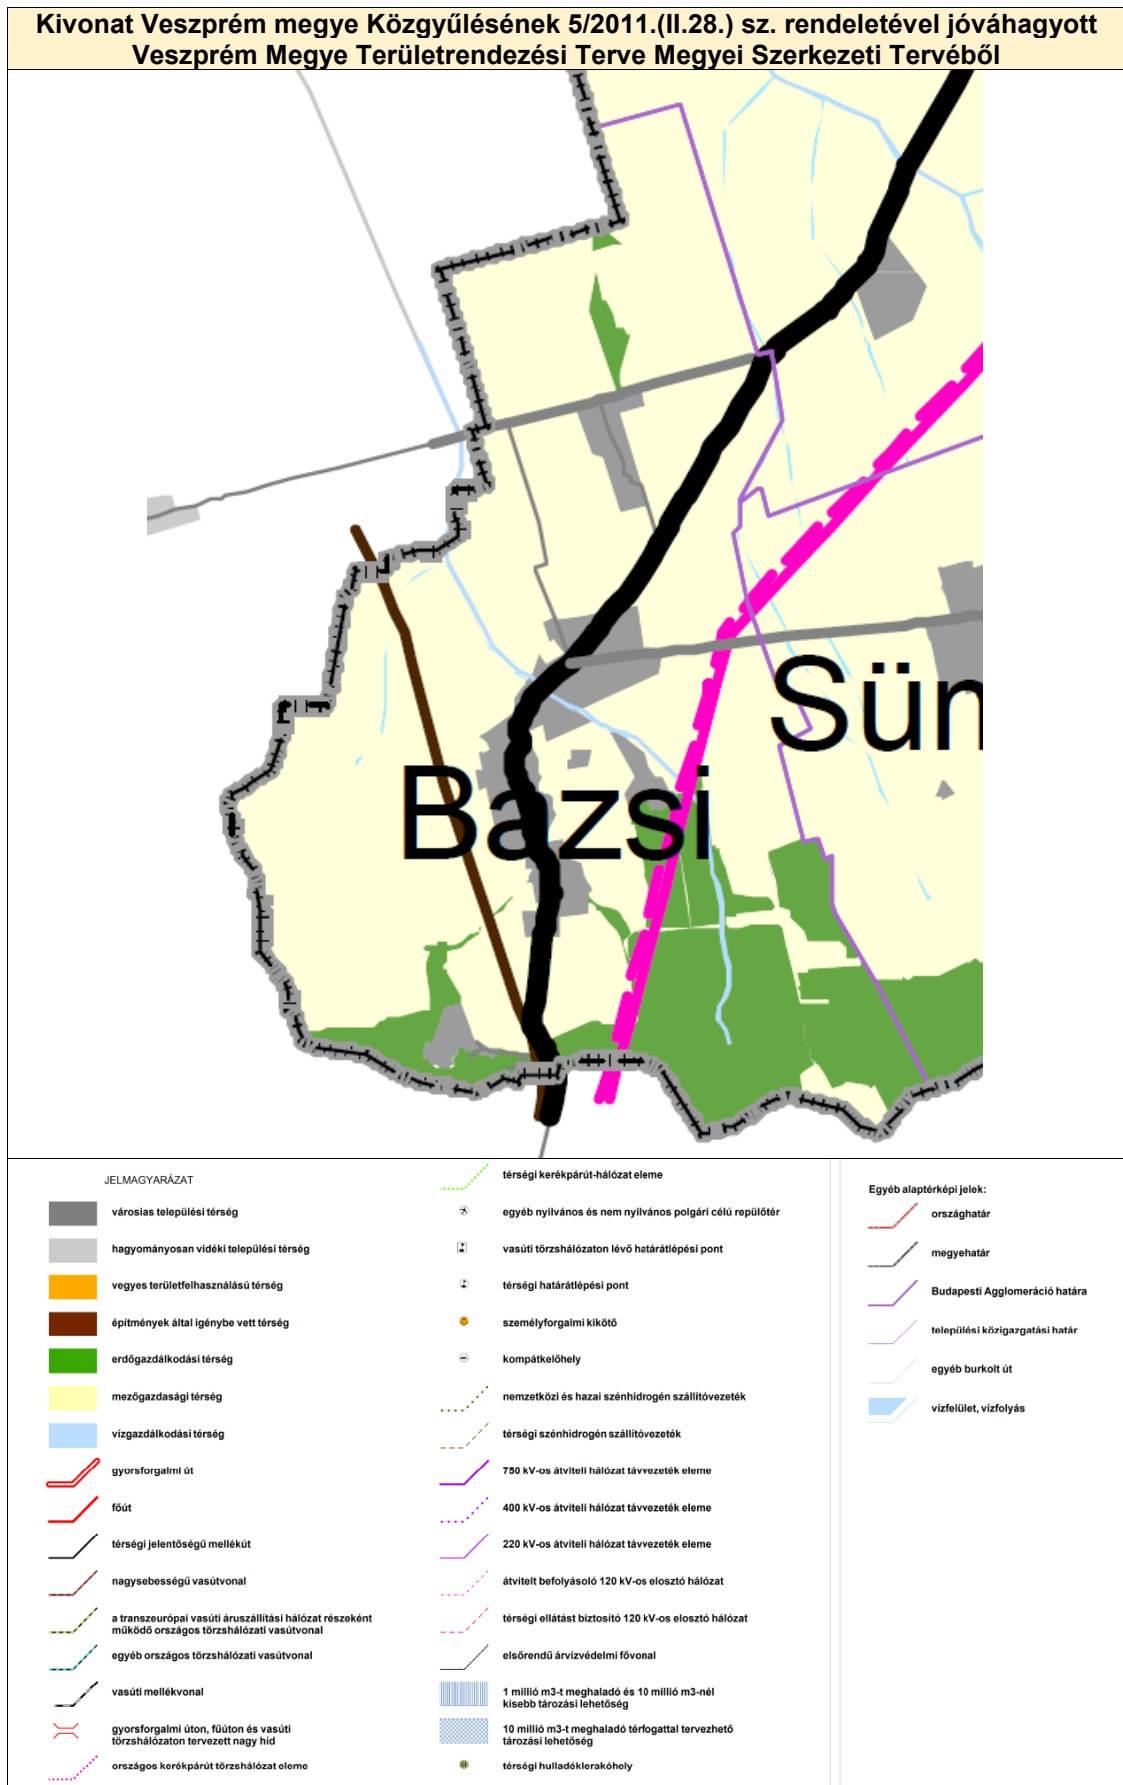 Kivonat Veszprém megye Közgyűlésének 5/2011.(II.28.) sz. rendeletével jóváhagyott
Veszprém Megye Területrendezési Terve Megyei Szerkezeti Tervéből
Süm
Bazsi
JELMAGYARÁZAT
városias települési térség
hagyományosan vidéki települési térség
vegyes területfelhasználású térség
építmények által igénybe vett térség
erdőgazdálkodási térség
mezőgazdasági térség
vízgazdálkodási térség
gyorsforgalmi út
főút
térségi jelentőségű mellékút
nagysebességű vasútvonal
a transzeurópai vasúti áruszállítási hálózat részeként
működő országos törzshálózati vasútvonal
egyéb országos törzshálózati vasútvonal
vasúti mellékvonal
gyorsforgalmi úton, főúton és vasúti
törzshálózaton tervezett nagy híd
országos kerékpárút törzshálózat eleme
térségi kerékpárút-hálózat eleme
egyéb nyilvános és nem nyilvános polgári célú repülőtér
vasúti törzshálózaton lévő határátlépési pont
térségi határátlépési pont
személyforgalmi kikötő
kompátkelőhely
nemzetközi és hazai szénhidrogén szállítóvezeték
térségi szénhidrogén szállítóvezeték
750 kV-os átviteli hálózat távvezeték eleme
400 kV-os átviteli hálózat távvezeték eleme
220 kV-os átviteli hálózat távvezeték eleme
átvitelt befolyásoló 120 kV-os elosztó hálózat
térségi ellátást biztosító 120 kV-os elosztó hálózat
elsőrendű árvízvédelmi fővonal
1 millió m3-t meghaladó és 10 millió m3-nél
kisebb tározási lehetőség
10 millió m3-t meghaladó térfogattal tervezhető
tározási lehetőség
térségi hulladéklerakóhely
Egyéb alaptérképi jelek:
országhatár
megyehatár
Budapesti Agglomeráció határa
települési közigazgatási határ
egyéb burkolt út
vízfelület, vízfolyás